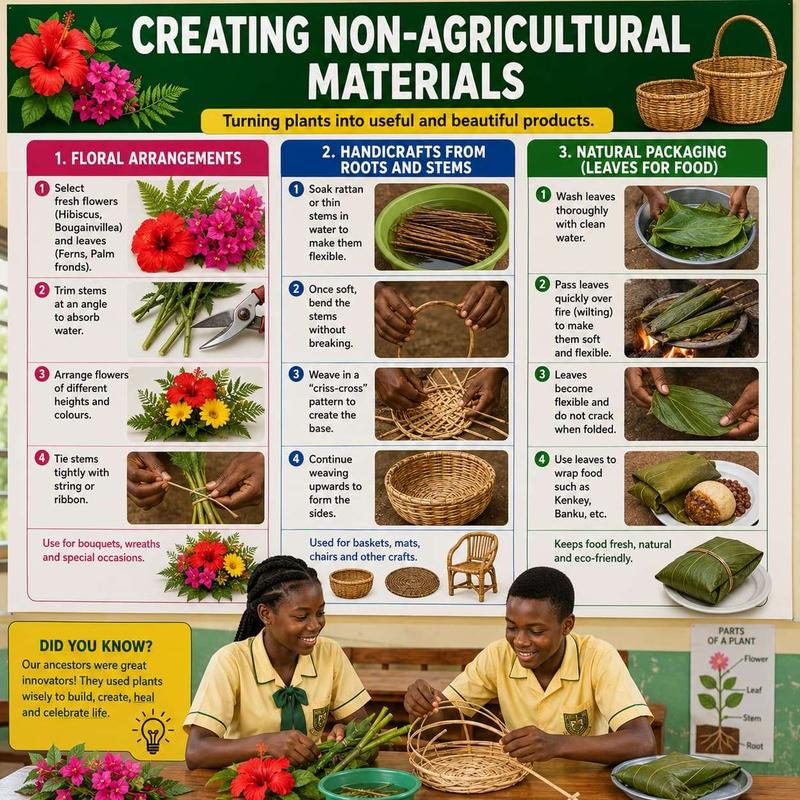 CREATING NON-AGRICULTURAL
MATERIALS
Turning plants into useful and beautiful products.
1. FLORAL ARRANGEMENTS
1 Select
fresh flowers
(Hibiscus,
Bougainvillea)
and leaves
(Ferns, Palm
fronds).
2 Trim stems
at an angle
to absorb
water.
3 Arrange flowers
of different
heights and
colours.
4 Tie stems
tightly with
string or
ribbon.
Use for bouquets, wreaths
and special occasions.
2. HANDICRAFTS FROM
ROOTS AND STEMS
1 Soak rattan
or thin
stems in
water to
make them
flexible.
2 Once soft,
bend the
stems
without
breaking.
3 Weave in a
“criss-cross”
pattern to
create the
base.
4 Continue
weaving
upwards to
form the
sides.
Used for baskets, mats,
chairs and other crafts.
3. NATURAL PACKAGING
(LEAVES FOR FOOD)
1 Wash leaves
thoroughly
with clean
water.
2 Pass leaves
quickly over
fire (wilting)
to make
them soft
and flexible.
3 Leaves
become
flexible and
do not crack
when folded.
4 Use leaves to
wrap food
such as
Kenkey,
Banku, etc.
Keeps food fresh, natural
and eco-friendly.
DID YOU KNOW?
Our ancestors were great
innovators! They used plants
wisely to build, create, heal
and celebrate life.
PARTS
OF A PLANT
Flower
Leaf
Stem
Root